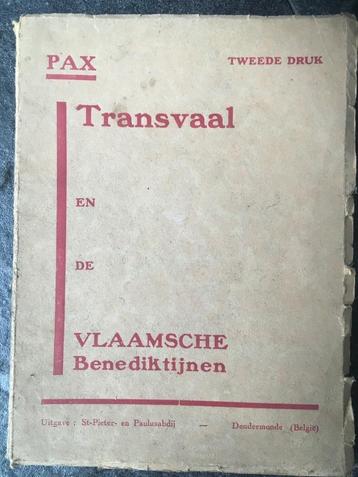 PAX TWEEDE DRUK
Transvaal
EN
DE
VLAAMSCHE
Benediktijnen
Uitgave : St-Pieter- en Paulusabdij — Dendermonde (België)